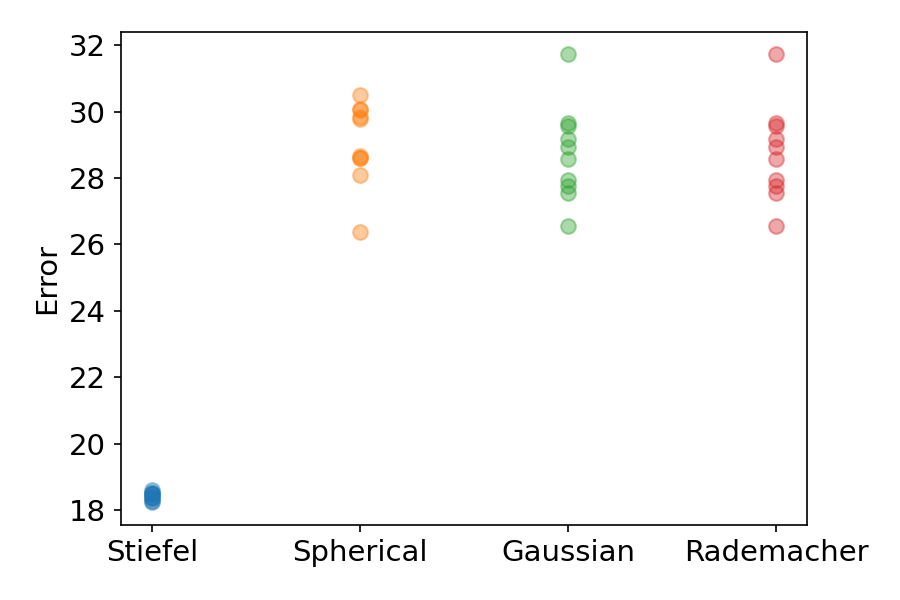 32
30
28
26
24
22
20
18
Error
Stiefel
Spherical
Gaussian
Rademacher